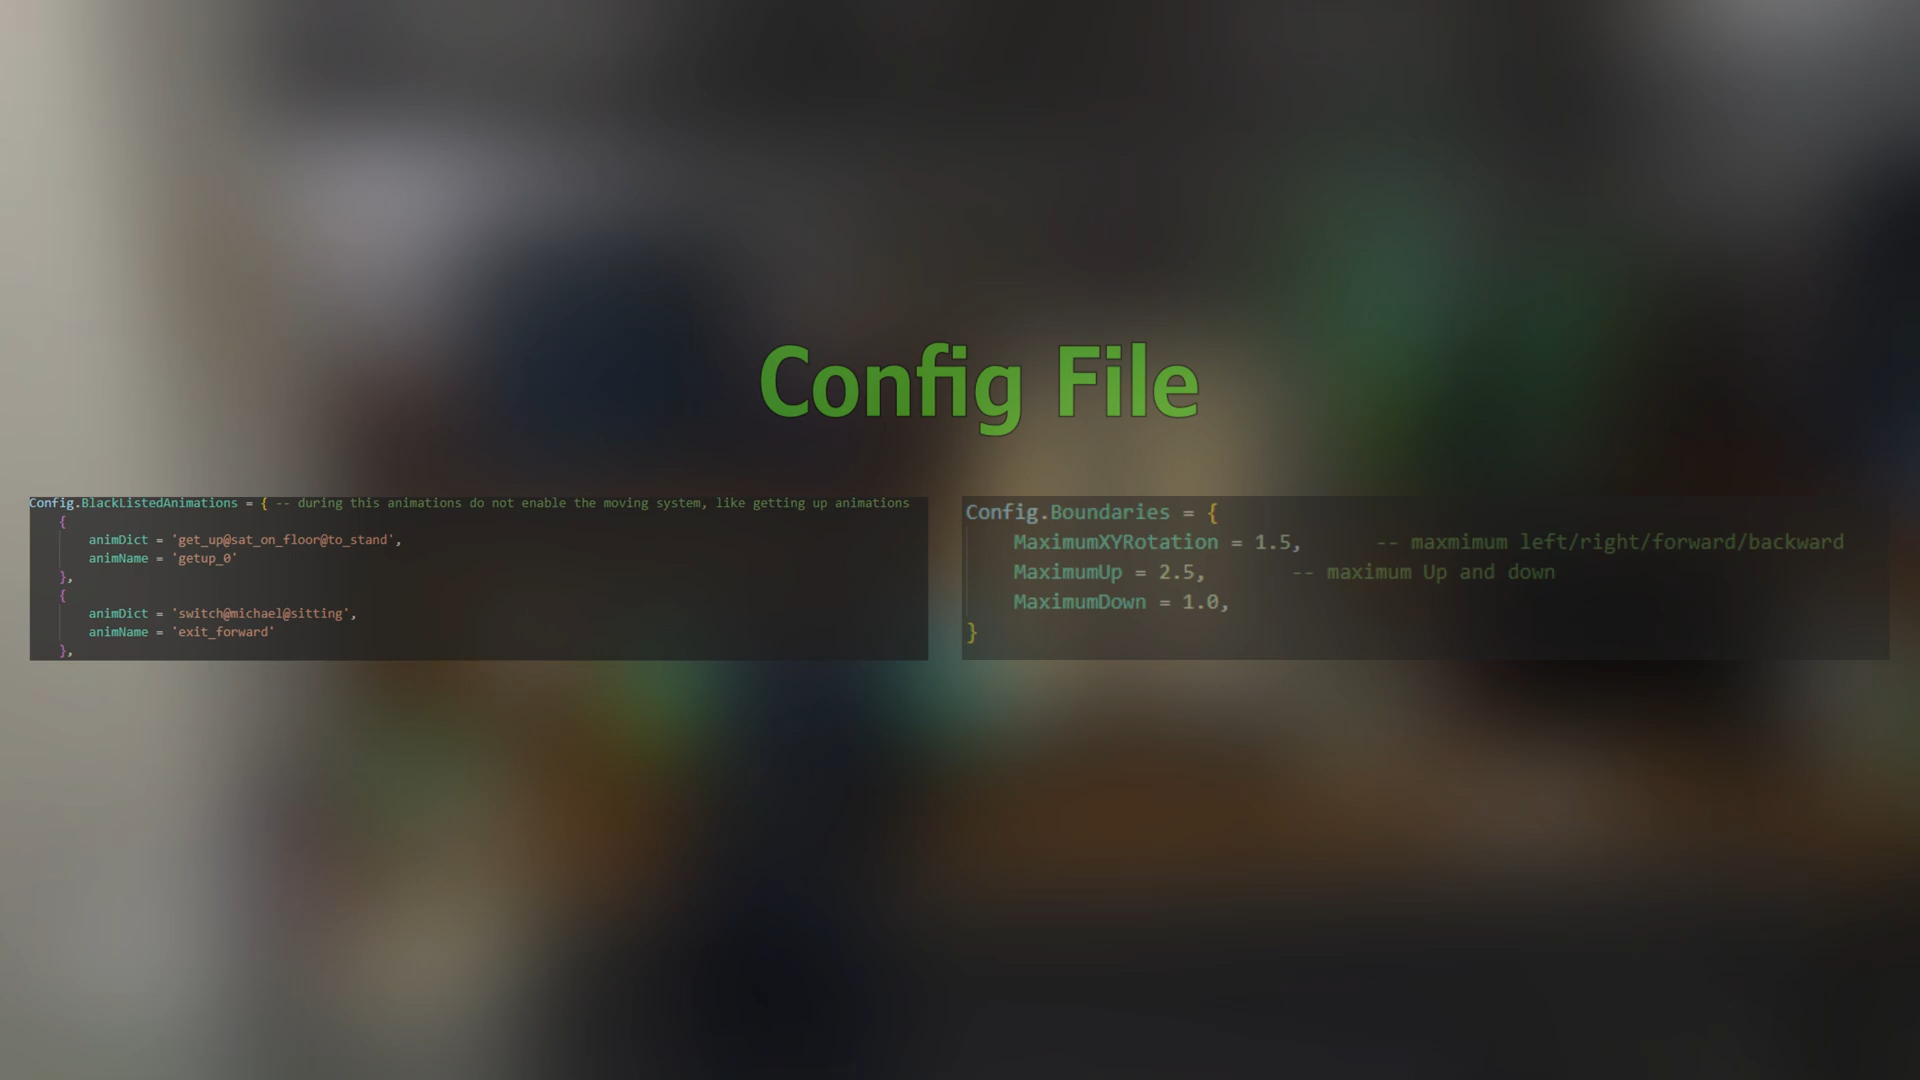 Config File
Config.BlackListedAnimations = { -- during this animations do not enable the moving system, like getting up animations
{
animDict = 'get_up@sat_on_floor@to_stand',
animName = 'getup_0'
},
{
animDict = 'switch@michael@sitting',
animName = 'exit_forward'
},
Config.Boundaries = {
MaximumXYRotation = 1.5, -- maxmimum left/right/forward/backward
MaximumUp = 2.5, -- maximum Up and down
MaximumDown = 1.0,
}